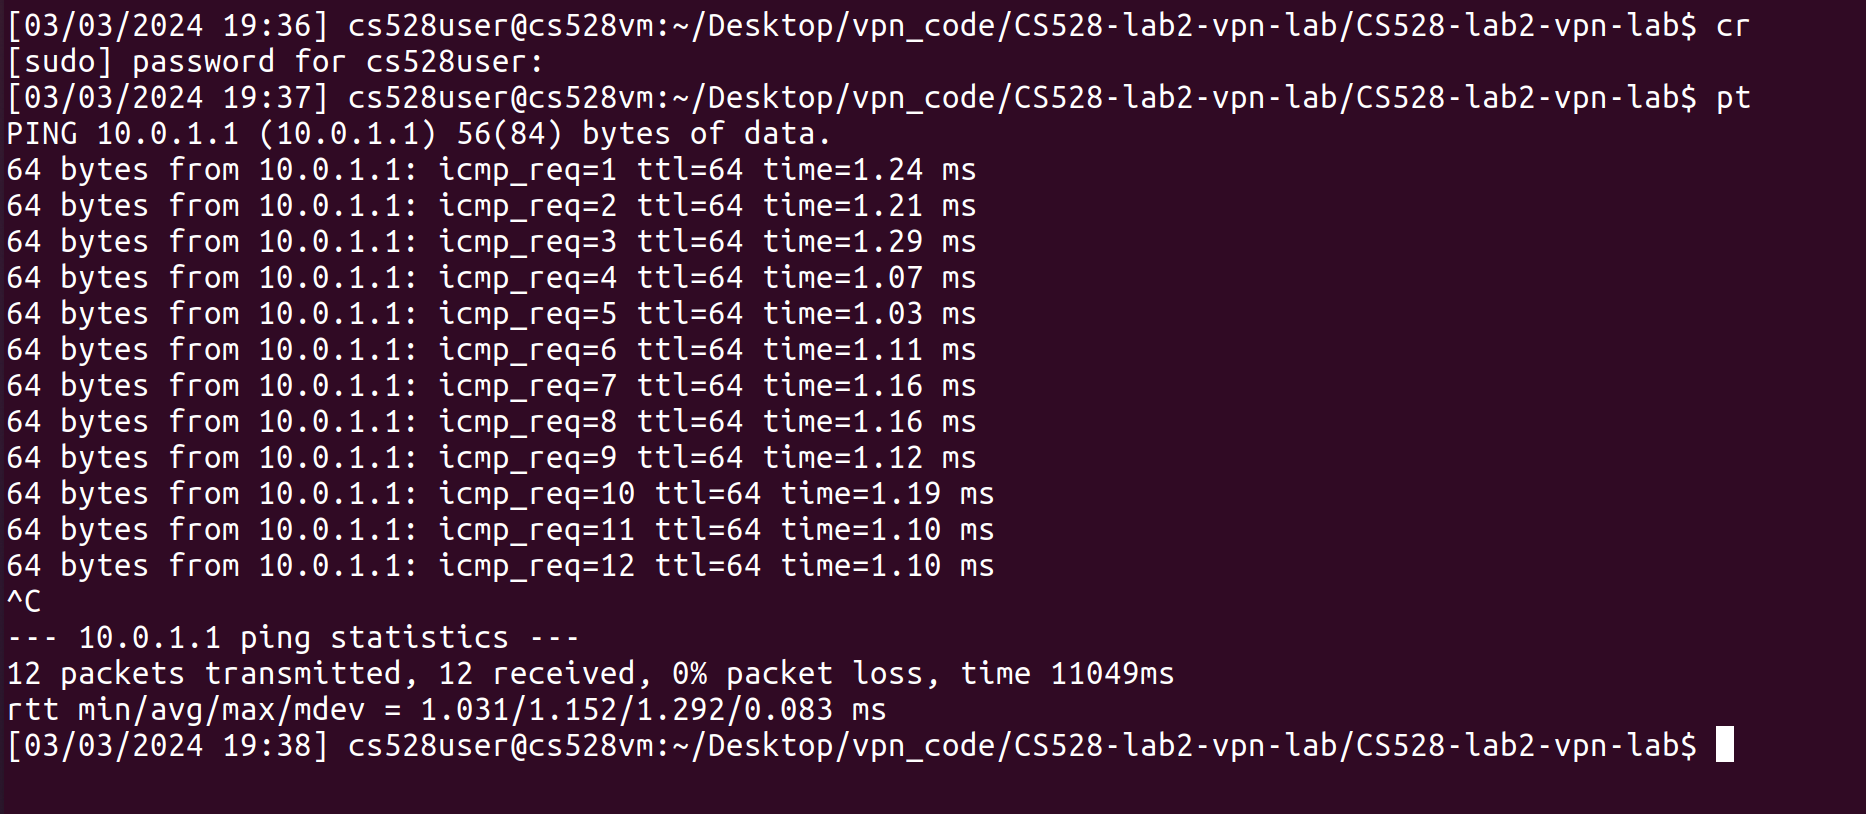 [03/03/2024 19:36] cs528user@cs528vm:~/Desktop/vpn_code/CS528-lab2-vpn-lab/CS528-lab2-vpn-lab$ cr
[sudo] password for cs528user:
[03/03/2024 19:37] cs528user@cs528vm:~/Desktop/vpn_code/CS528-lab2-vpn-lab/CS528-lab2-vpn-lab$ pt
PING 10.0.1.1 (10.0.1.1) 56(84) bytes of data.
64 bytes from 10.0.1.1: icmp_req=1 ttl=64 time=1.24 ms
64 bytes from 10.0.1.1: icmp_req=2 ttl=64 time=1.21 ms
64 bytes from 10.0.1.1: icmp_req=3 ttl=64 time=1.29 ms
64 bytes from 10.0.1.1: icmp_req=4 ttl=64 time=1.07 ms
64 bytes from 10.0.1.1: icmp_req=5 ttl=64 time=1.03 ms
64 bytes from 10.0.1.1: icmp_req=6 ttl=64 time=1.11 ms
64 bytes from 10.0.1.1: icmp_req=7 ttl=64 time=1.16 ms
64 bytes from 10.0.1.1: icmp_req=8 ttl=64 time=1.16 ms
64 bytes from 10.0.1.1: icmp_req=9 ttl=64 time=1.12 ms
64 bytes from 10.0.1.1: icmp_req=10 ttl=64 time=1.19 ms
64 bytes from 10.0.1.1: icmp_req=11 ttl=64 time=1.10 ms
64 bytes from 10.0.1.1: icmp_req=12 ttl=64 time=1.10 ms
^C
--- 10.0.1.1 ping statistics ---
12 packets transmitted, 12 received, 0% packet loss, time 11049ms
rtt min/avg/max/mdev = 1.031/1.152/1.292/0.083 ms
[03/03/2024 19:38] cs528user@cs528vm:~/Desktop/vpn_code/CS528-lab2-vpn-lab/CS528-lab2-vpn-lab$